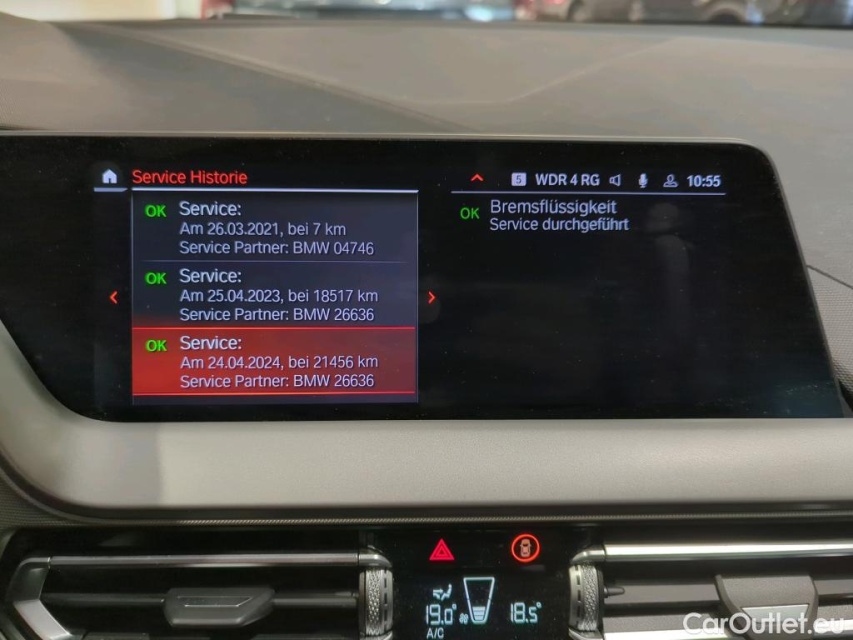 Service Historie
5 WDR 4 RG 10:55
OK Service:
Am 26.03.2021, bei 7 km
Service Partner: BMW 04746
OK Service:
Am 25.04.2023, bei 18517 km
Service Partner: BMW 26636
OK Service:
Am 24.04.2024, bei 21456 km
Service Partner: BMW 26636
OK Bremsflüssigkeit
Service durchgeführt
19.0° 18.5°
A/C
CarOutlet.eu